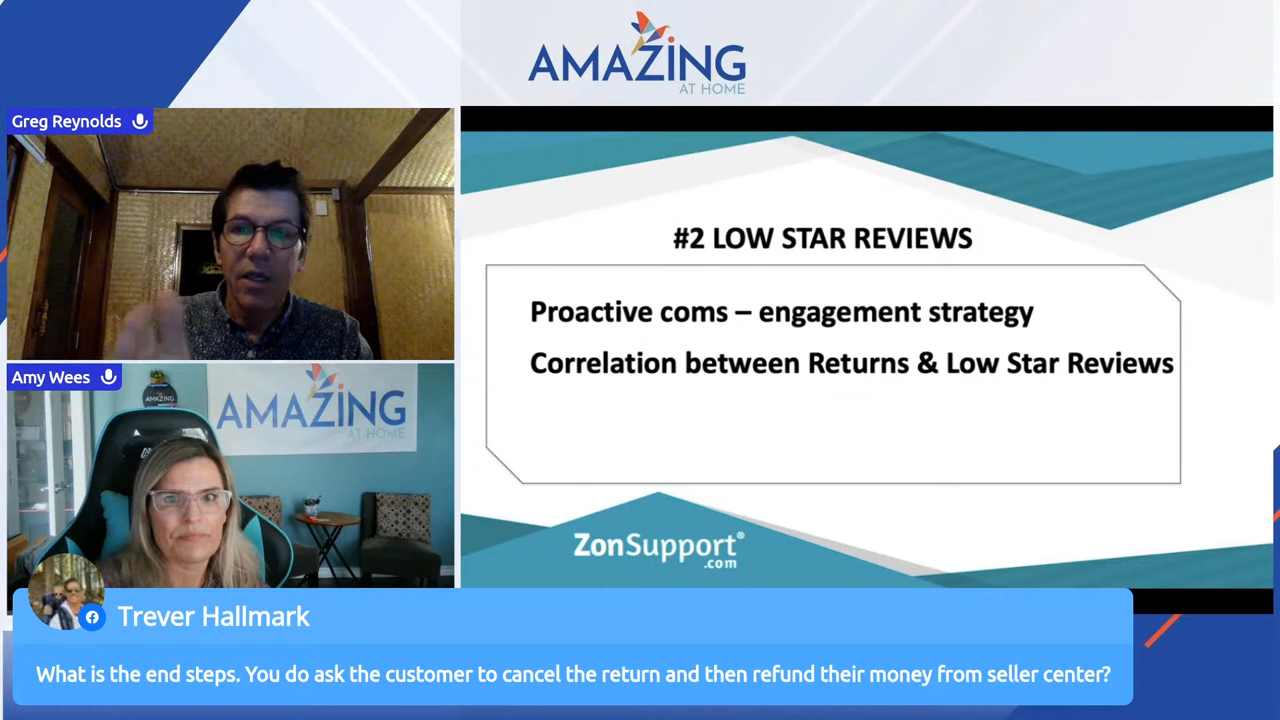 AMAZING
AT HOME
Greg Reynolds
#2 LOW STAR REVIEWS
Proactive coms – engagement strategy
Correlation between Returns & Low Star Reviews
ZonSupport®
.com
Amy Wees
AMAZING
AMAZING
AT HOME
Trever Hallmark
What is the end steps. You do ask the customer to cancel the return and then refund their money from seller center?